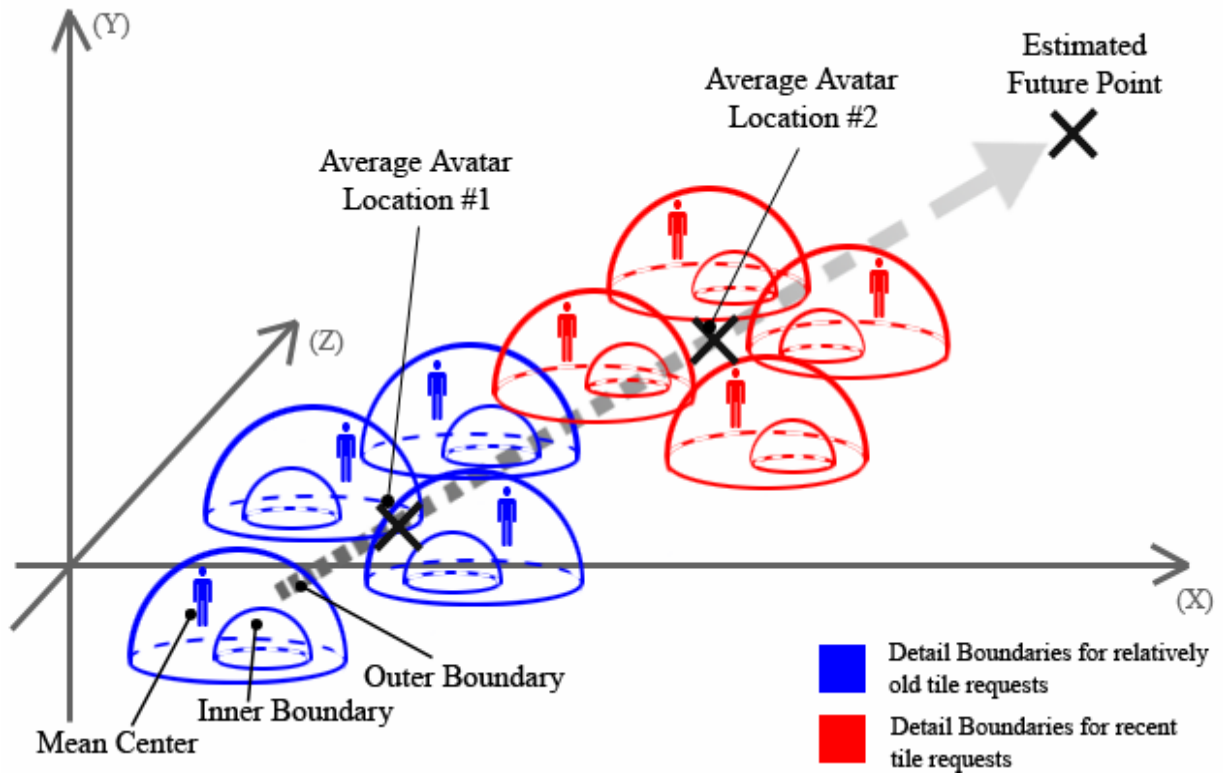 (Y)
Estimated
Future Point
Average Avatar
Location #2
Average Avatar
Location #1
(Z)
(X)
Outer Boundary
Inner Boundary
Mean Center
Detail Boundaries for relatively
old tile requests
Detail Boundaries for recent
tile requests